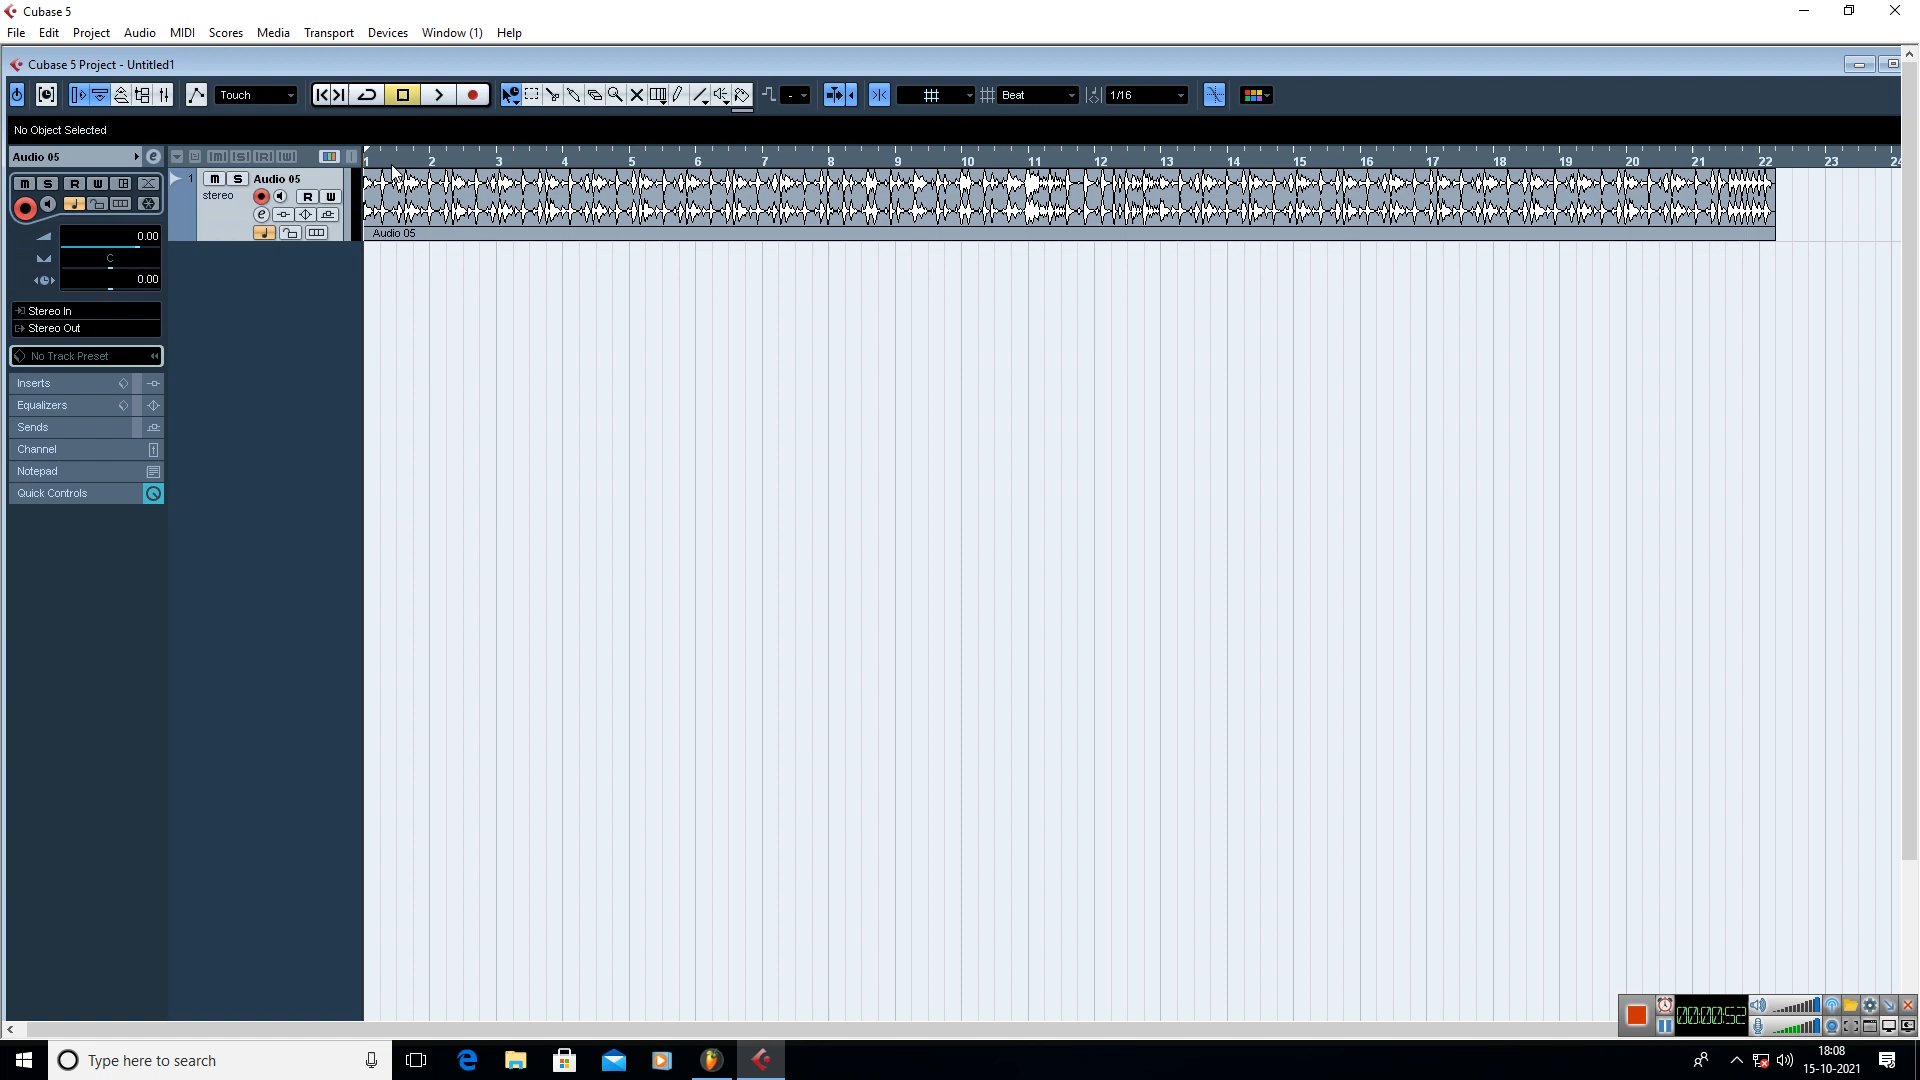 Cubase 5
File Edit Project Audio MIDI Scores Media Transport Devices Window (1) Help
Cubase 5 Project - Untitled1
Touch - Beat 1/16
No Object Selected
Audio 05 e m S R W 1 2 3 4 5 6 7 8 9 10 11 12 13 14 15 16 17 18 19 20 21 22 23 24
m S R W 1 m S Audio 05
stereo R W
e
0.00
Audio 05
C
0.00
Stereo In
Stereo Out
No Track Preset
Inserts
Equalizers
Sends
Channel
Notepad
Quick Controls
00:00:52
Type here to search
18:08
15-10-2021